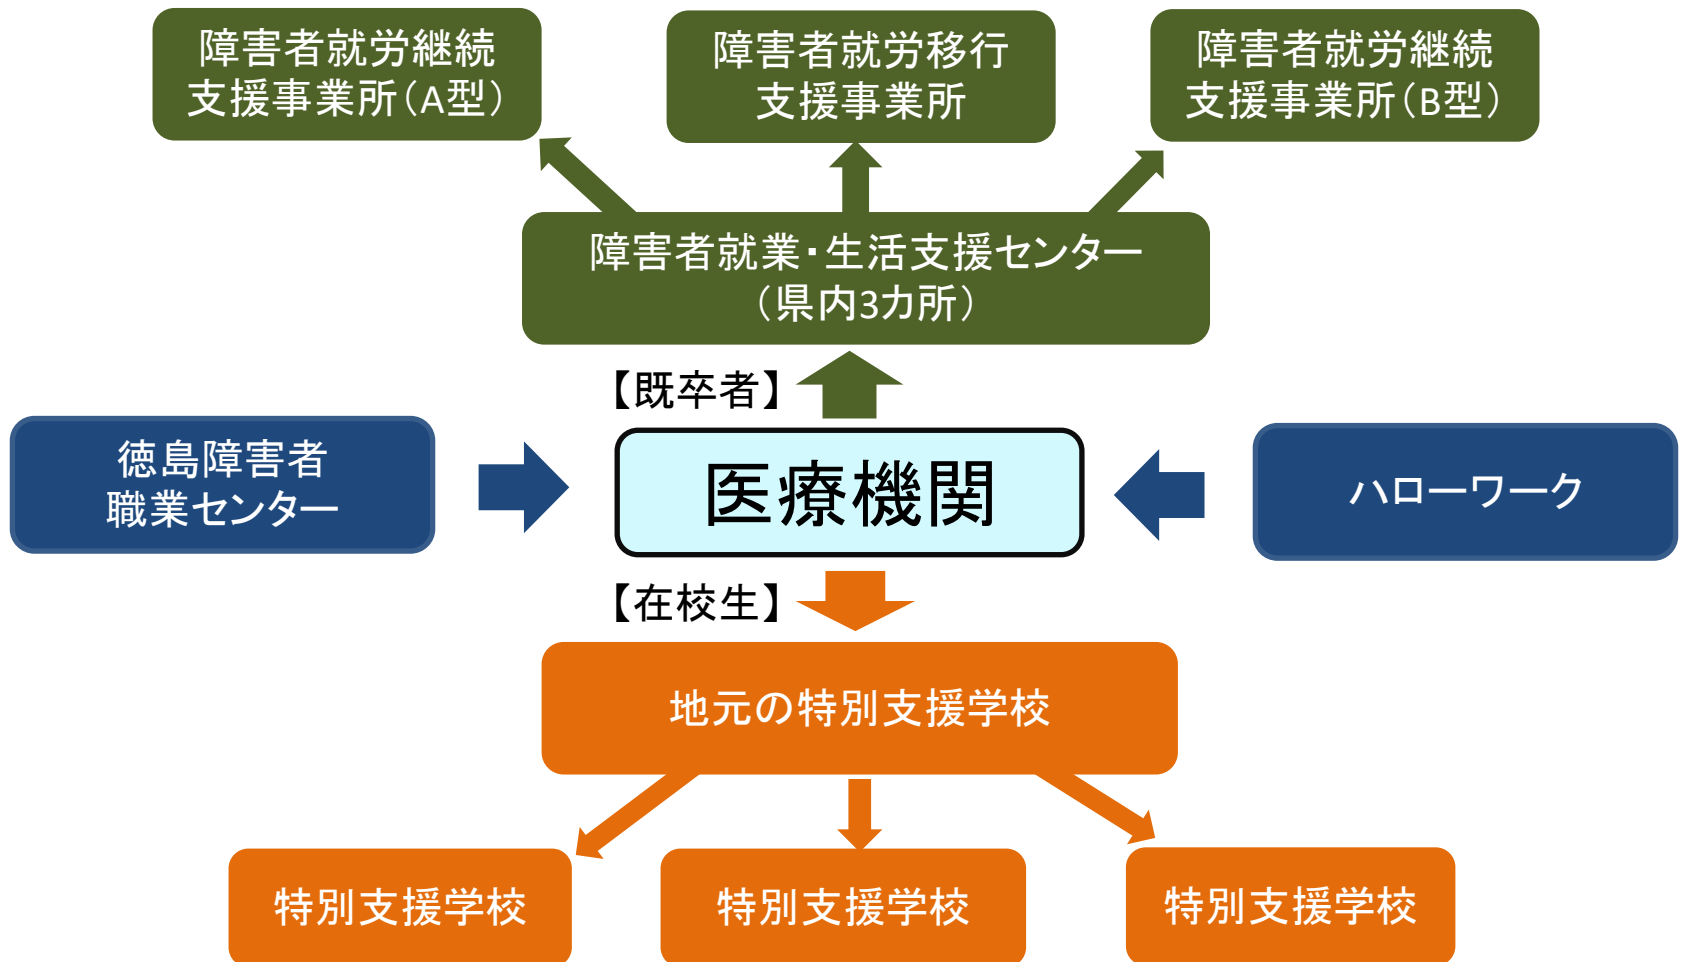 障害者就労継続
支援事業所（A型）
障害者就労移行
支援事業所
障害者就労継続
支援事業所（B型）
障害者就業・生活支援センター
（県内3カ所）
【既卒者】
徳島障害者
職業センター
医療機関
ハローワーク
【在校生】
地元の特別支援学校
特別支援学校
特別支援学校
特別支援学校